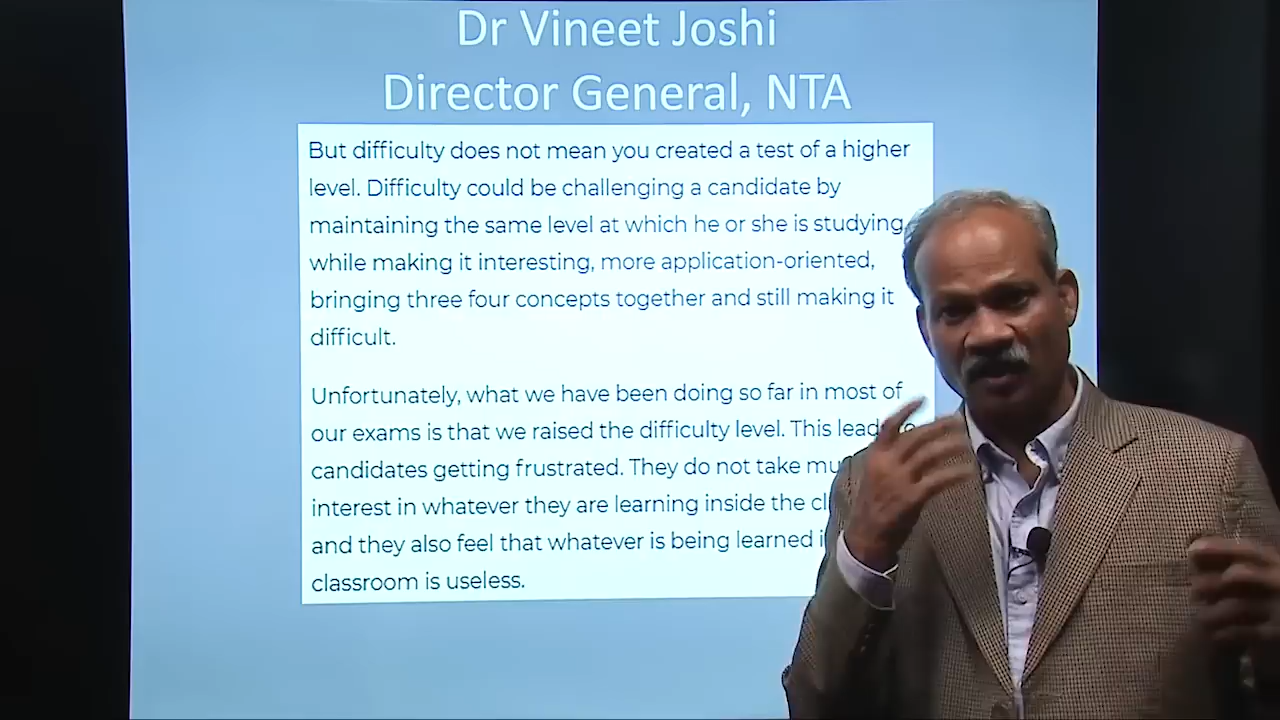 Dr Vineet Joshi
Director General, NTA
But difficulty does not mean you created a test of a higher
level. Difficulty could be challenging a candidate by
maintaining the same level at which he or she is studying
while making it interesting, more application-oriented,
bringing three four concepts together and still making it
difficult.
Unfortunately, what we have been doing so far in most of
our exams is that we raised the difficulty level. This
candidates getting frustrated. They do not take
interest in whatever they are learning inside the
and they also feel that whatever is being learned
classroom is useless.